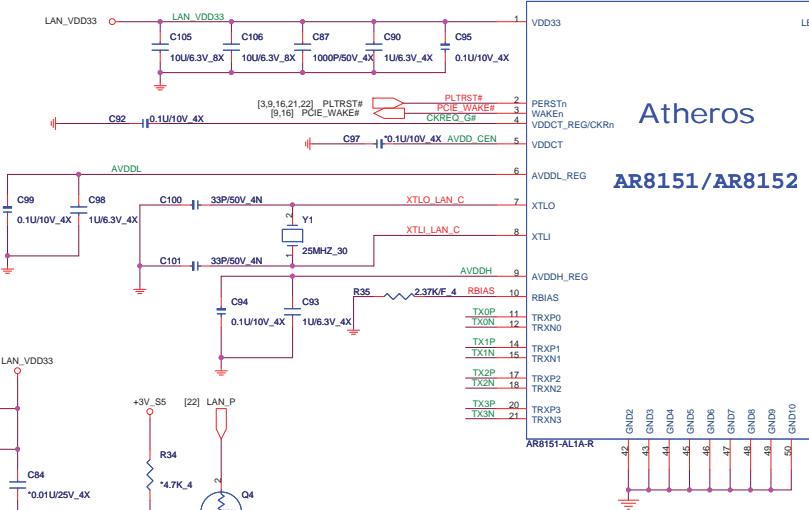 LAN_VDD33
LAN_VDD33
1
VDD33
C105
10U/6.3V_8X
C106
10U/6.3V_8X
C87
1000P/50V_4X
C90
1U/6.3V_4X
C95
0.1U/10V_4X
[3,9,16,21,22] PLTRST#
PLTRST#
2
PERSTn
[9,16] PCIE_WAKE#
PCIE_WAKE#
3
WAKEn
C92
0.1U/10V_4X
CKREQ_G#
4
VDDCT_REG/CKRn
C97
*0.1U/10V_4X
AVDD_CEN
5
VDDCT
Atheros
AR8151/AR8152
AVDDL
6
AVDDL_REG
C99
0.1U/10V_4X
C98
1U/6.3V_4X
C100
33P/50V_4N
XTLO_LAN_C
7
XTLO
2
Y1
25MHZ_30
1
XTLI_LAN_C
8
XTLI
C101
33P/50V_4N
AVDDH
9
AVDDH_REG
C94
0.1U/10V_4X
C93
1U/6.3V_4X
R35
2.37K/F_4
RBIAS
10
RBIAS
TX0P
11
TRXP0
TX0N
12
TRXN0
TX1P
14
TRXP1
TX1N
15
TRXN1
TX2P
17
TRXP2
TX2N
18
TRXN2
TX3P
20
TRXP3
TX3N
21
TRXN3
AR8151-AL1A-R
GND2
GND3
GND4
GND5
GND6
GND7
GND8
GND9
GND10
42
43
44
45
46
47
48
49
50
LAN_VDD33
C84
*0.01U/25V_4X
+3V_S5
R34
*4.7K_4
[22] LAN_P
2
Q4